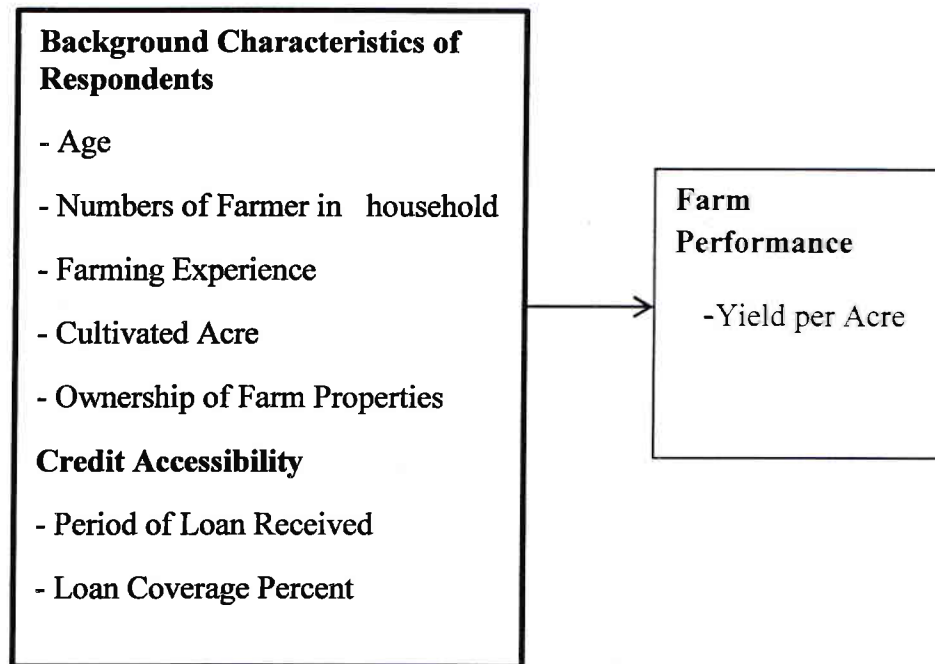 Background Characteristics of
Respondents
- Age
- Numbers of Farmer in household
- Farming Experience
- Cultivated Acre
- Ownership of Farm Properties
Credit Accessibility
- Period of Loan Received
- Loan Coverage Percent
Farm
Performance
-Yield per Acre